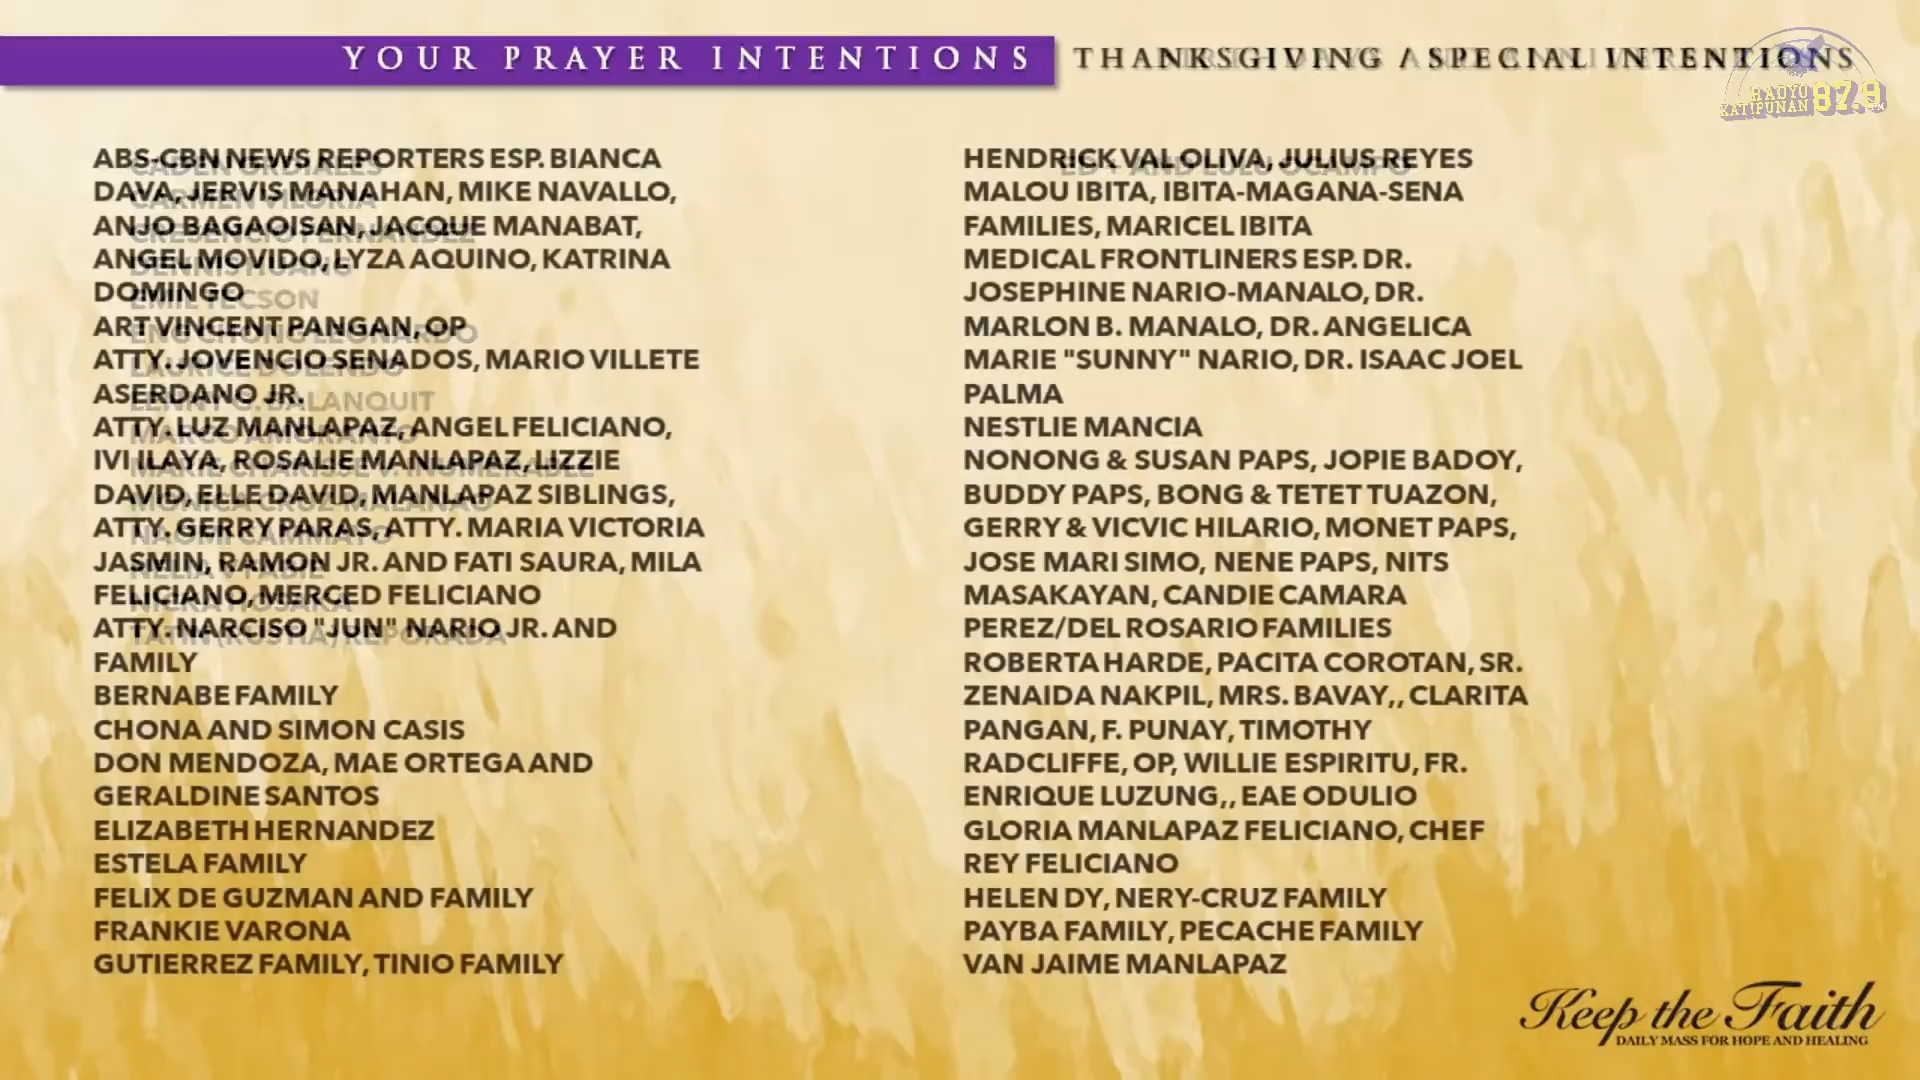 YOUR PRAYER INTENTIONS
THANKSGIVING SPECIAL INTENTIONS
RADYO
KATIPUNAN 87.9 FM
ABS-CBN NEWS REPORTERS ESP. BIANCA
DAVA, JERVIS MANAHAN, MIKE NAVALLO,
ANJO BAGAOISAN, JACQUE MANABAT,
ANGEL MOVIDO, LYZA AQUINO, KATRINA
DOMINGO
ART VINCENT PANGAN, OP
ATTY. JOVENCIO SENADOS, MARIO VILLETE
ASERDANO JR.
ATTY. LUZ MANLAPAZ, ANGEL FELICIANO,
IVI ILAYA, ROSALIE MANLAPAZ, LIZZIE
DAVID, ELLE DAVID, MANLAPAZ SIBLINGS,
ATTY. GERRY PARAS, ATTY. MARIA VICTORIA
JASMIN, RAMON JR. AND FATI SAURA, MILA
FELICIANO, MERCED FELICIANO
ATTY. NARCISO "JUN" NARIO JR. AND
FAMILY
BERNABE FAMILY
CHONA AND SIMON CASIS
DON MENDOZA, MAE ORTEGA AND
GERALDINE SANTOS
ELIZABETH HERNANDEZ
ESTELA FAMILY
FELIX DE GUZMAN AND FAMILY
FRANKIE VARONA
GUTIERREZ FAMILY, TINIO FAMILY
HENDRICK VAL OLIVA, JULIUS REYES
MALOU IBITA, IBITA-MAGANA-SENA
FAMILIES, MARICEL IBITA
MEDICAL FRONTLINERS ESP. DR.
JOSEPHINE NARIO-MANALO, DR.
MARLON B. MANALO, DR. ANGELICA
MARIE "SUNNY" NARIO, DR. ISAAC JOEL
PALMA
NESTLIE MANCIA
NONONG & SUSAN PAPS, JOPIE BADOY,
BUDDY PAPS, BONG & TETET TUAZON,
GERRY & VICVIC HILARIO, MONET PAPS,
JOSE MARI SIMO, NENE PAPS, NITS
MASAKAYAN, CANDIE CAMARA
PEREZ/DEL ROSARIO FAMILIES
ROBERTA HARDE, PACITA COROTAN, SR.
ZENAIDA NAKPIL, MRS. BAVAY,, CLARITA
PANGAN, F. PUNAY, TIMOTHY
RADCLIFFE, OP, WILLIE ESPIRITU, FR.
ENRIQUE LUZUNG,, EAE ODULIO
GLORIA MANLAPAZ FELICIANO, CHEF
REY FELICIANO
HELEN DY, NERY-CRUZ FAMILY
PAYBA FAMILY, PECACHE FAMILY
VAN JAIME MANLAPAZ
Keep the Faith
DAILY MASS FOR HOPE AND HEALING